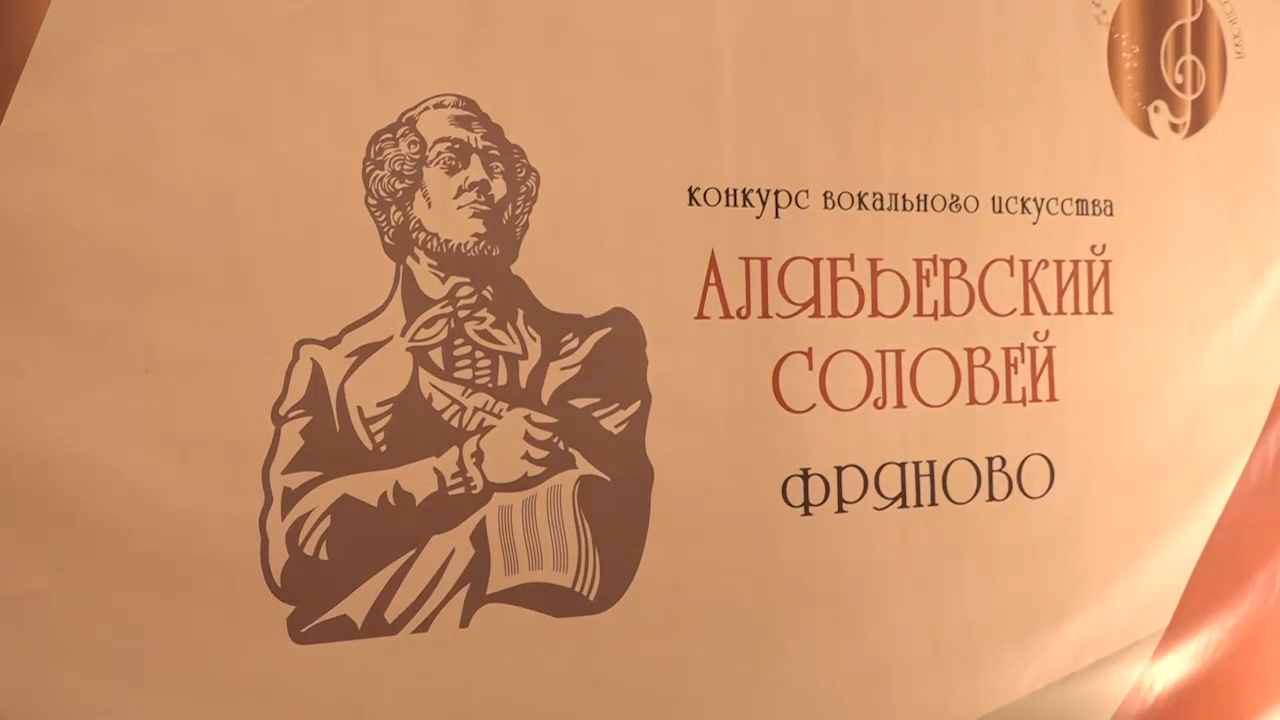 конкурс вокального искусства
АЛЯБЬЕВСКИЙ
СОЛОВЕЙ
ФРЯНОВО